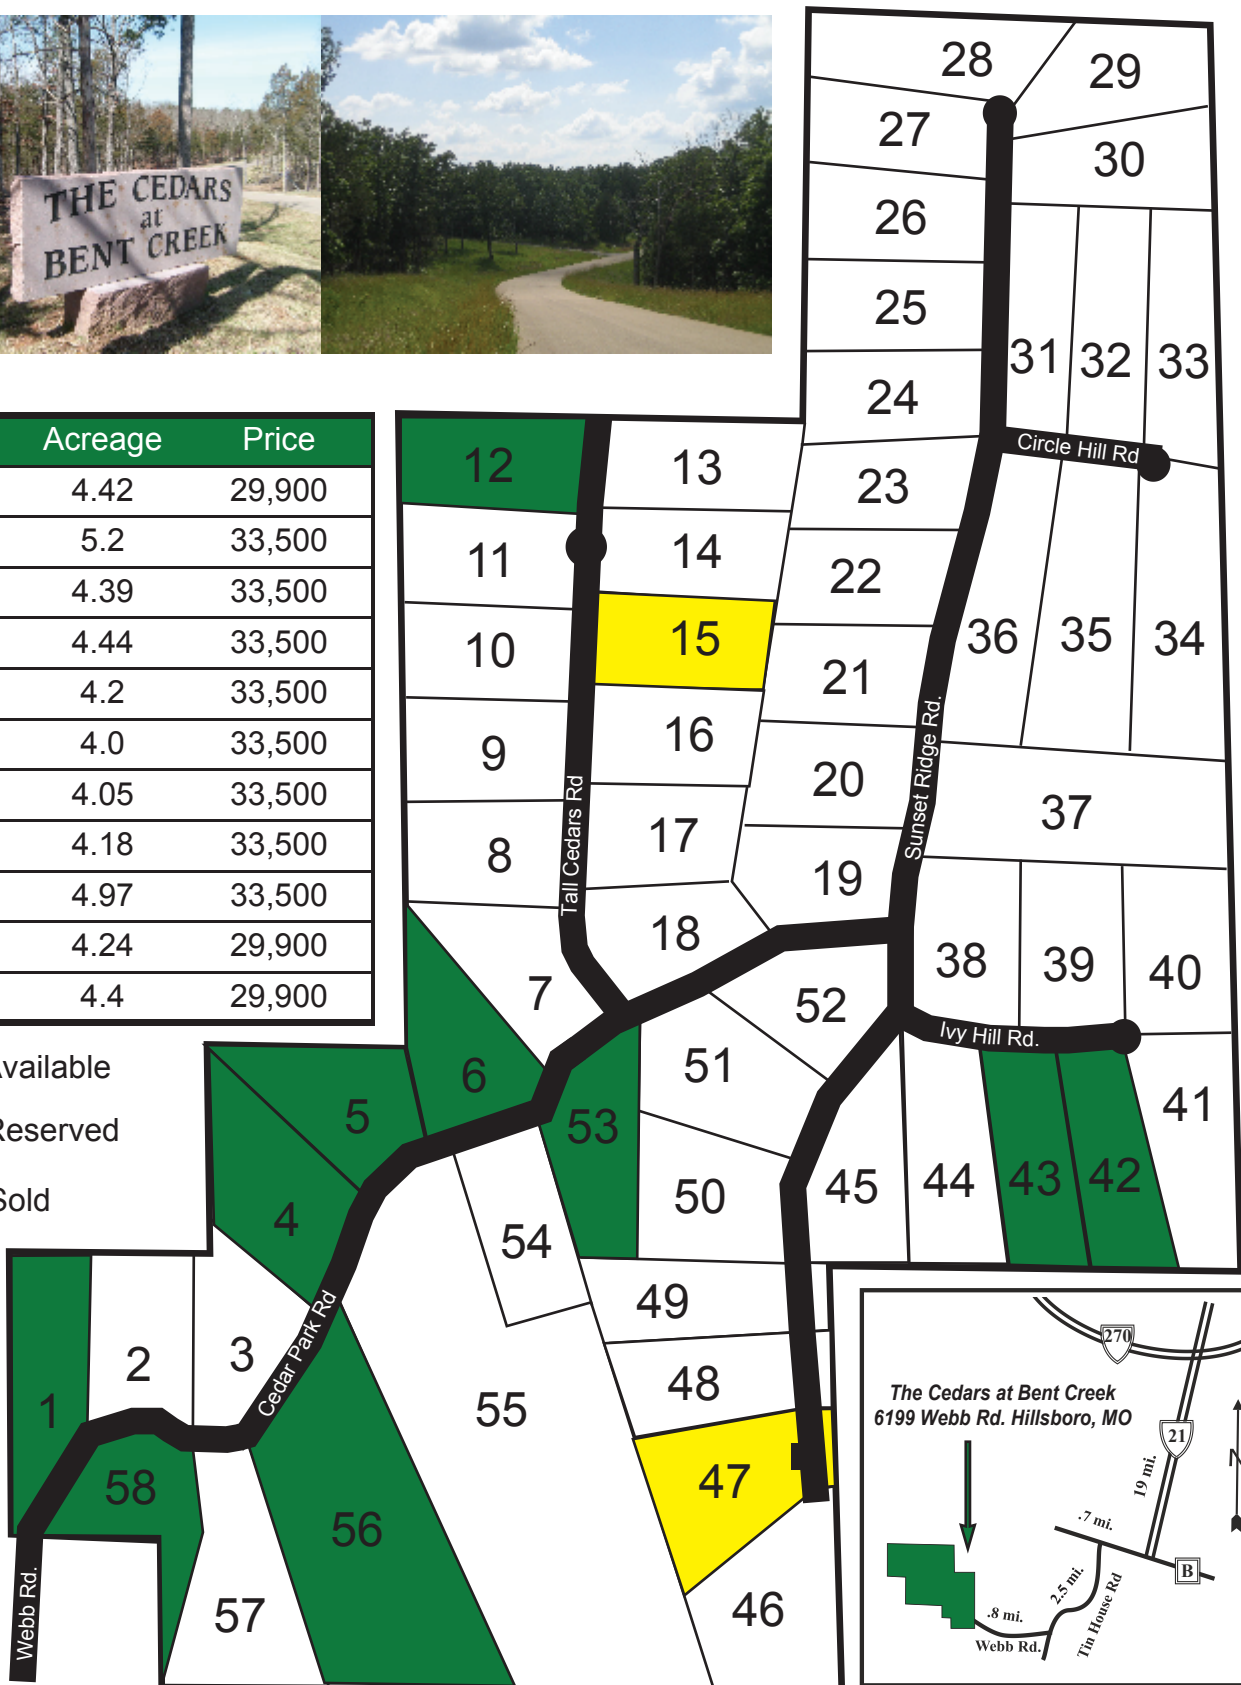 THE CEDARS
at
BENT CREEK
28
29
27
30
26
25
31 32 33
24
Circle Hill Rd
Acreage Price
4.42 29,900
5.2 33,500
4.39 33,500
4.44 33,500
4.2 33,500
4.0 33,500
4.05 33,500
4.18 33,500
4.97 33,500
4.24 29,900
4.4 29,900
Available
Reserved
Sold
12
13
23
11
14
22
10
15
36 35 34
21
9
16
20
Sunset Ridge Rd.
37
8
17
Tall Cedars Rd
19
18
38 39 40
7
52
Ivy Hill Rd.
6
51
5
53
41
4
50
45 44 43 42
54
49
2
3
Cedar Park Rd
48
1
55
47
58
56
57
46
Webb Rd.
270
The Cedars at Bent Creek
6199 Webb Rd. Hillsboro, MO
21
N
19 mi.
.7 mi.
B
2.5 mi.
Tin House Rd
.8 mi.
Webb Rd.